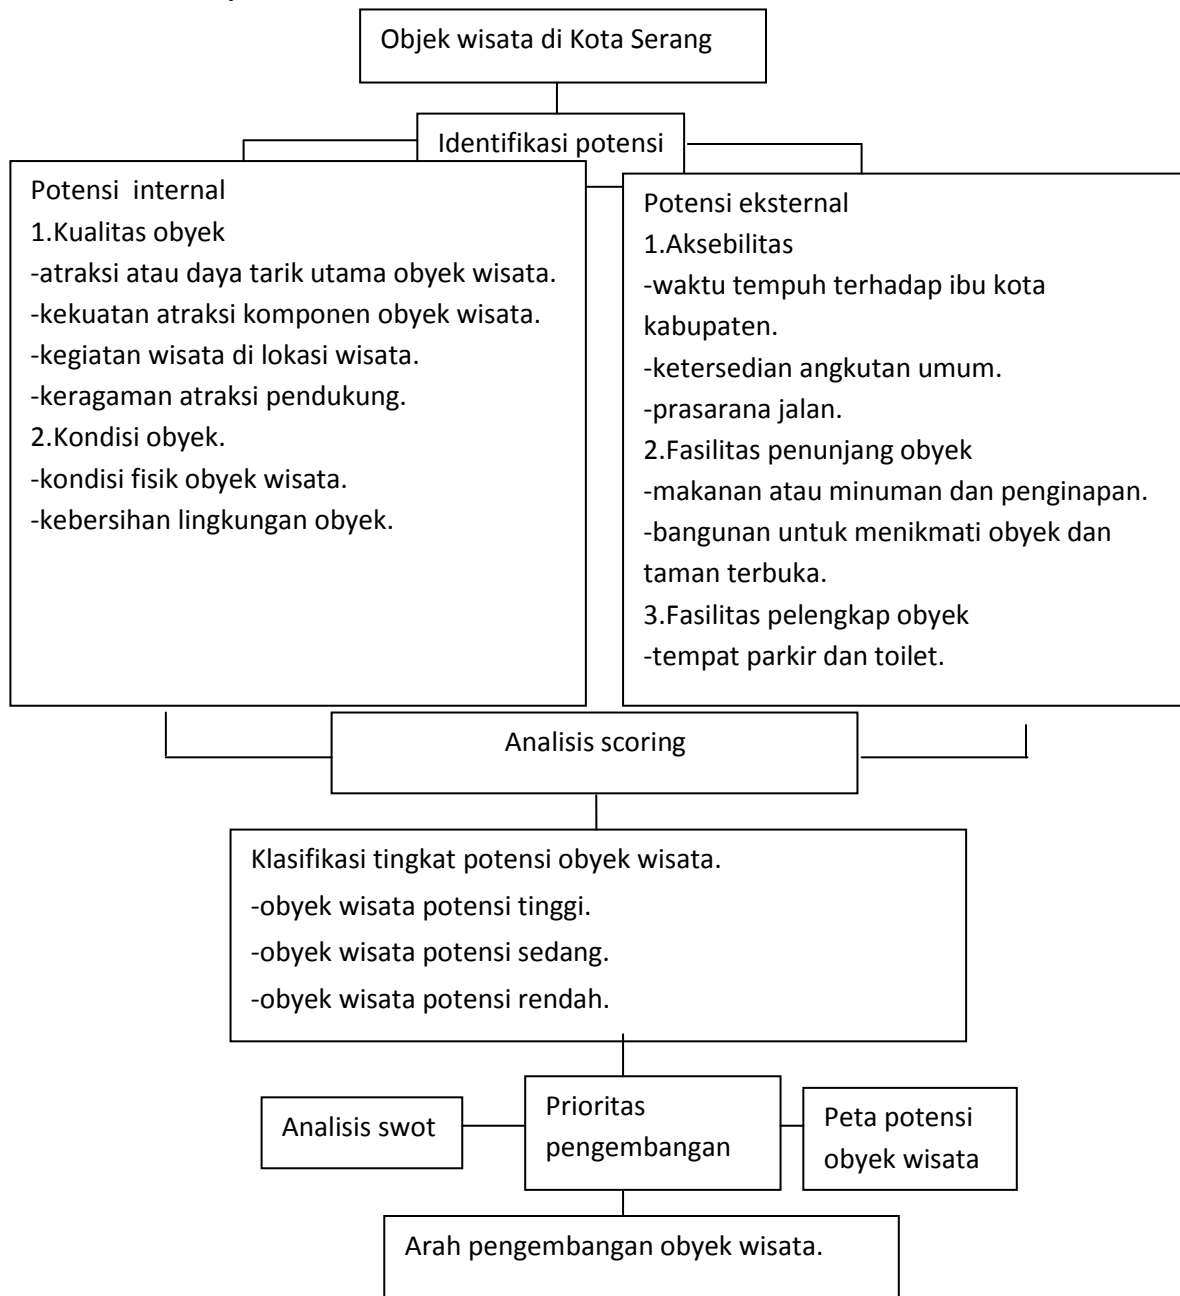 Objek wisata di Kota Serang
Identifikasi potensi
Potensi internal
1.Kualitas obyek
-atraksi atau daya tarik utama obyek wisata.
-kekuatan atraksi komponen obyek wisata.
-kegiatan wisata di lokasi wisata.
-keragaman atraksi pendukung.
2.Kondisi obyek.
-kondisi fisik obyek wisata.
-kebersihan lingkungan obyek.
Potensi eksternal
1.Aksebilitas
-waktu tempuh terhadap ibu kota
kabupaten.
-ketersedian angkutan umum.
-prasarana jalan.
2.Fasilitas penunjang obyek
-makanan atau minuman dan penginapan.
-bangunan untuk menikmati obyek dan
taman terbuka.
3.Fasilitas pelengkap obyek
-tempat parkir dan toilet.
Analisis scoring
Klasifikasi tingkat potensi obyek wisata.
-obyek wisata potensi tinggi.
-obyek wisata potensi sedang.
-obyek wisata potensi rendah.
Analisis swot
Prioritas
pengembangan
Peta potensi
obyek wisata
Arah pengembangan obyek wisata.